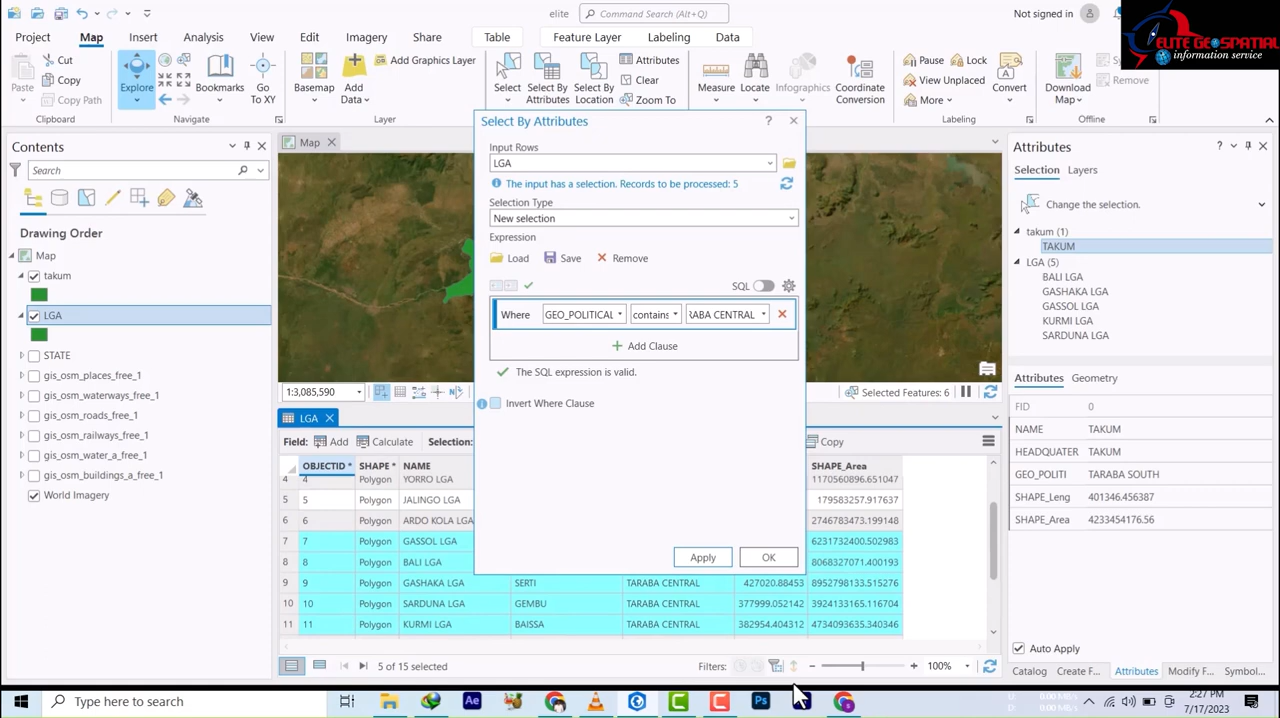 elite
Command Search (Alt+Q)
Not signed in
ELITE GEOSPATIAL
information service
Project
Map
Insert
Analysis
View
Edit
Imagery
Share
Table
Feature Layer
Labeling
Data
Paste
Cut
Copy
Copy Path
Clipboard
Explore
Bookmarks
Go
To XY
Navigate
Basemap
Add
Data
Add Graphics Layer
Layer
Select
Select By
Attributes
Select By
Location
Attributes
Clear
Zoom To
Measure
Locate
Infographics
Coordinate
Conversion
Pause
Lock
View Unplaced
More
Convert
Labeling
Download
Map
Remove
Offline
Contents
Search
Drawing Order
Map
takum
LGA
STATE
gis_osm_places_free_1
gis_osm_waterways_free_1
gis_osm_roads_free_1
gis_osm_railways_free_1
gis_osm_water_a_free_1
gis_osm_buildings_a_free_1
World Imagery
Map
1:3,085,590
Selected Features: 6
Select By Attributes
Input Rows
LGA
The input has a selection. Records to be processed: 5
Selection Type
New selection
Expression
Load
Save
Remove
SQL
Where
GEO_POLITICAL
contains
CENTRAL
Add Clause
The SQL expression is valid.
Invert Where Clause
Apply
OK
LGA
Field:
Add
Calculate
Selection:
Copy
OBJECTID *
SHAPE *
NAME
SHAPE_Area
4 4 Polygon YORRO LGA 1170560896.651047
5 5 Polygon JALINGO LGA 179583257.917637
6 6 Polygon ARDO KOLA LGA 2746783473.199148
7 7 Polygon GASSOL LGA 6231732400.502983
8 8 Polygon BALI LGA 8068327071.400193
9 9 Polygon GASHAKA LGA SERTI TARABA CENTRAL 427020.88453 8952798133.515276
10 10 Polygon SARDUNA LGA GEMBU TARABA CENTRAL 377999.052142 3924133165.116704
11 11 Polygon KURMI LGA BAISSA TARABA CENTRAL 382954.404312 4734093635.340346
5 of 15 selected
Filters:
100%
Attributes
Selection
Layers
Change the selection.
takum (1)
TAKUM
LGA (5)
BALI LGA
GASHAKA LGA
GASSOL LGA
KURMI LGA
SARDUNA LGA
Attributes
Geometry
FID 0
NAME TAKUM
HEADQUATER TAKUM
GEO_POLITI TARABA SOUTH
SHAPE_Leng 401346.456387
SHAPE_Area 4233454176.56
Auto Apply
Catalog
Create F...
Attributes
Modify F...
Symbol...
Type here to search
Ae
Ps
2:27 PM
7/17/2023